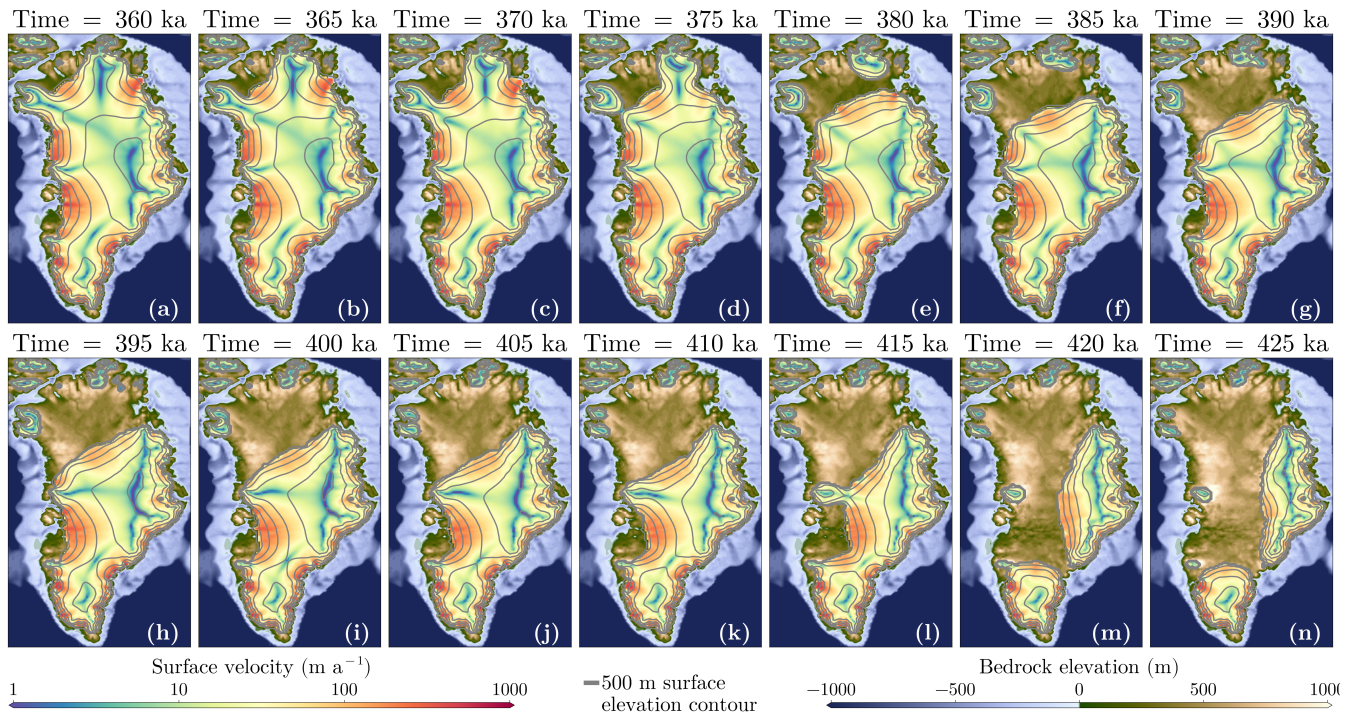 Time = 360 ka
Time = 365 ka
Time = 370 ka
Time = 375 ka
Time = 380 ka
Time = 385 ka
Time = 390 ka
(a)
(b)
(c)
(d)
(e)
(f)
(g)
Time = 395 ka
Time = 400 ka
Time = 405 ka
Time = 410 ka
Time = 415 ka
Time = 420 ka
Time = 425 ka
(h)
(i)
(j)
(k)
(l)
(m)
(n)
Surface velocity (m a⁻¹)
1 10 100 1000
500 m surface
elevation contour
Bedrock elevation (m)
−1000 −500 0 500 1000